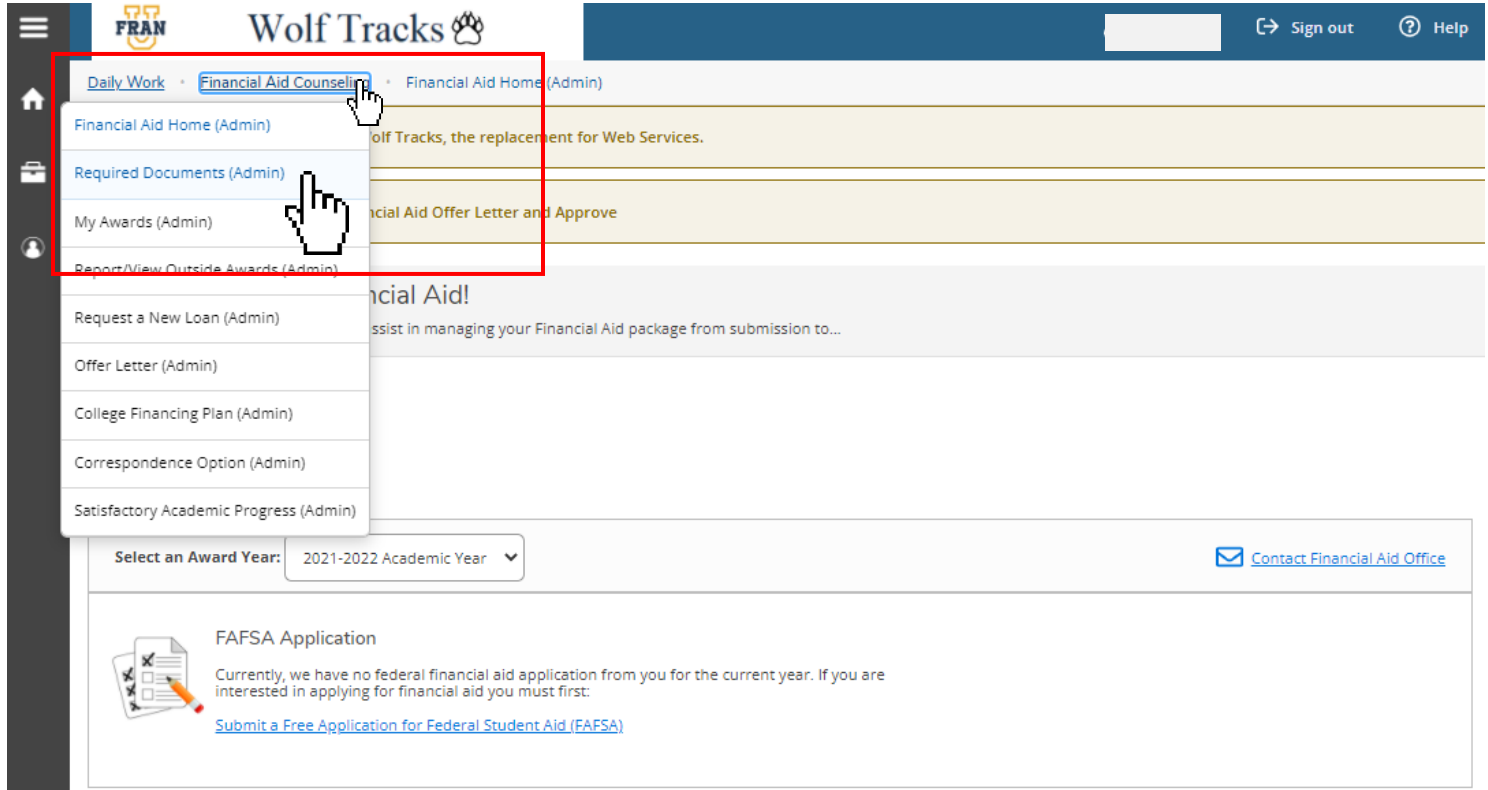 FRAN
U
Wolf Tracks
Sign out
Help
Daily Work • Financial Aid Counseling • Financial Aid Home (Admin)
Financial Aid Home (Admin)
Required Documents (Admin)
My Awards (Admin)
Report/View Outside Awards (Admin)
Request a New Loan (Admin)
Offer Letter (Admin)
College Financing Plan (Admin)
Correspondence Option (Admin)
Satisfactory Academic Progress (Admin)
Wolf Tracks, the replacement for Web Services.
ncial Aid Offer Letter and Approve
ncial Aid!
ssist in managing your Financial Aid package from submission to...
Select an Award Year: 2021-2022 Academic Year
Contact Financial Aid Office
FAFSA Application
Currently, we have no federal financial aid application from you for the current year. If you are
interested in applying for financial aid you must first:
Submit a Free Application for Federal Student Aid (FAFSA)